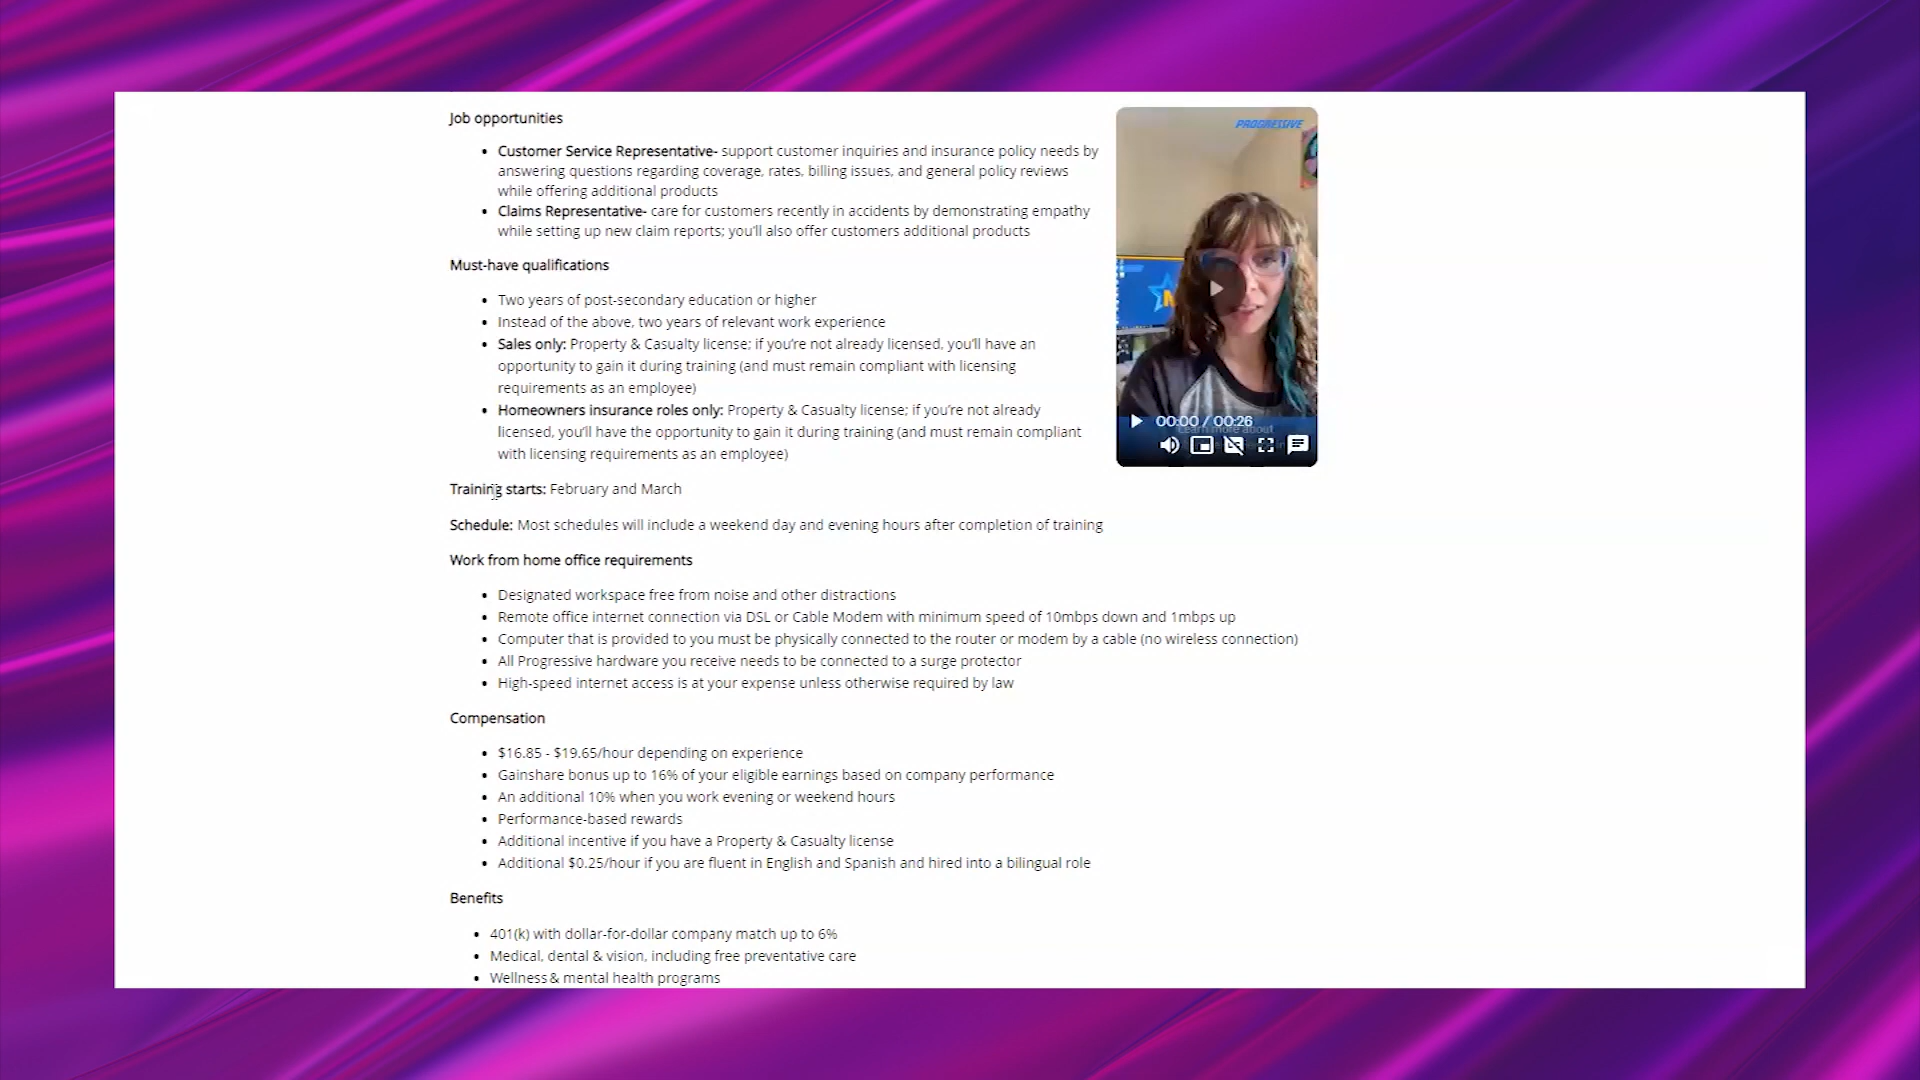 Job opportunities
• Customer Service Representative- support customer inquiries and insurance policy needs by
answering questions regarding coverage, rates, billing issues, and general policy reviews
while offering additional products
• Claims Representative- care for customers recently in accidents by demonstrating empathy
while setting up new claim reports; you'll also offer customers additional products
PROGRESSIVE
Must-have qualifications
• Two years of post-secondary education or higher
• Instead of the above, two years of relevant work experience
• Sales only: Property & Casualty license; if you're not already licensed, you'll have an
opportunity to gain it during training (and must remain compliant with licensing
requirements as an employee)
• Homeowners insurance roles only: Property & Casualty license; if you're not already
licensed, you'll have the opportunity to gain it during training (and must remain compliant
with licensing requirements as an employee)
00:00 / 00:26
Learn more about
Training starts: February and March
Schedule: Most schedules will include a weekend day and evening hours after completion of training
Work from home office requirements
• Designated workspace free from noise and other distractions
• Remote office internet connection via DSL or Cable Modem with minimum speed of 10mbps down and 1mbps up
• Computer that is provided to you must be physically connected to the router or modem by a cable (no wireless connection)
• All Progressive hardware you receive needs to be connected to a surge protector
• High-speed internet access is at your expense unless otherwise required by law
Compensation
• $16.85 - $19.65/hour depending on experience
• Gainshare bonus up to 16% of your eligible earnings based on company performance
• An additional 10% when you work evening or weekend hours
• Performance-based rewards
• Additional incentive if you have a Property & Casualty license
• Additional $0.25/hour if you are fluent in English and Spanish and hired into a bilingual role
Benefits
• 401(k) with dollar-for-dollar company match up to 6%
• Medical, dental & vision, including free preventative care
• Wellness & mental health programs